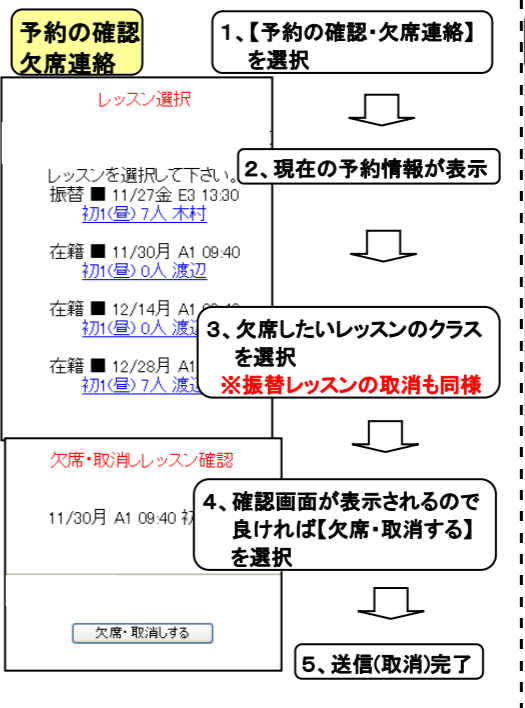 予約の確認
欠席連絡
1、【予約の確認・欠席連絡】
を選択
レッスン選択
2、現在の予約情報が表示
レッスンを選択して下さい。
振替 ■ 11/27金 E3 13:30
初1(昼) 7人 木村
在籍 ■ 11/30月 A1 09:40
初1(昼) 0人 渡辺
在籍 ■ 12/14月 A1
初1(昼) 0人 渡辺
在籍 ■ 12/28月 A1
初1(昼) 7人 渡辺
3、欠席したいレッスンのクラス
を選択
※振替レッスンの取消も同様
欠席・取消しレッスン確認
11/30月 A1 09:40 初
4、確認画面が表示されるので
良ければ【欠席・取消する】
を選択
欠席・取消しする
5、送信(取消)完了